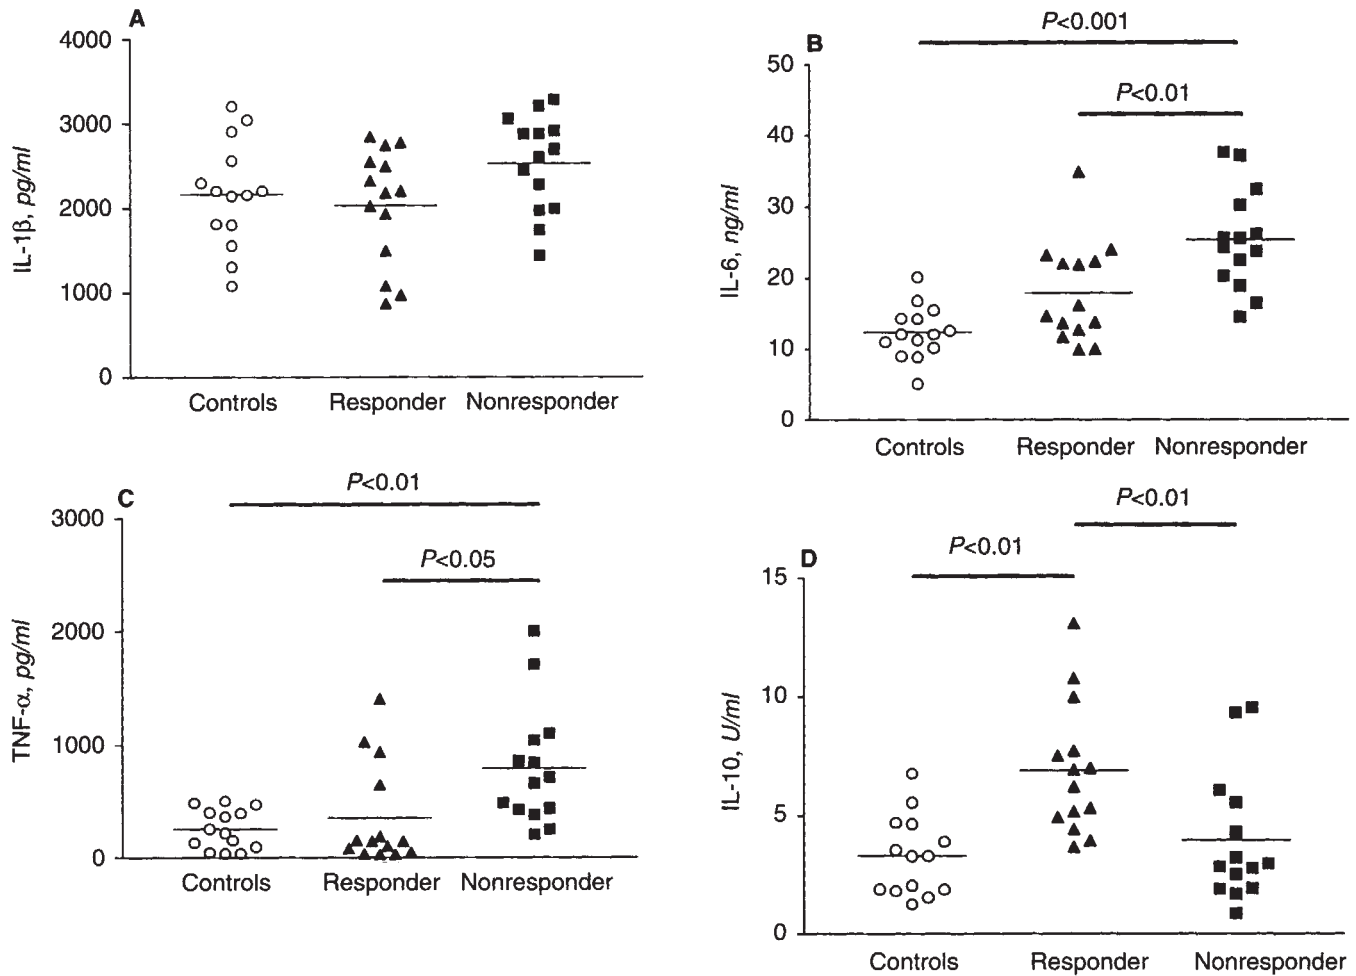 A
4000
3000
2000
1000
0
IL-1β, pg/ml
Controls Responder Nonresponder
B
P<0.001
P<0.01
50
40
30
20
10
0
IL-6, ng/ml
Controls Responder Nonresponder
C
P<0.01
P<0.05
3000
2000
1000
0
TNF-α, pg/ml
Controls Responder Nonresponder
D
P<0.01
P<0.01
15
10
5
0
IL-10, U/ml
Controls Responder Nonresponder